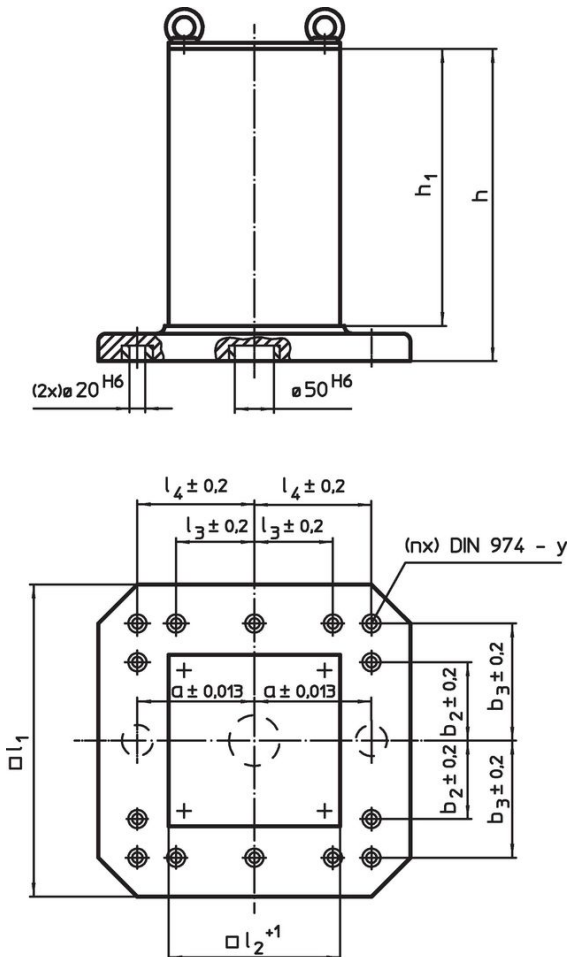 h₁
h
(2x)ø 20 H6
ø 50 H6
l₄ ± 0,2
l₄ ± 0,2
l₃ ± 0,2
l₃ ± 0,2
(nx) DIN 974 - y
a ± 0,013
a ± 0,013
b₂ ± 0,2
b₃ ± 0,2
b₂ ± 0,2
b₃ ± 0,2
□ l₁
□ l₂ +1